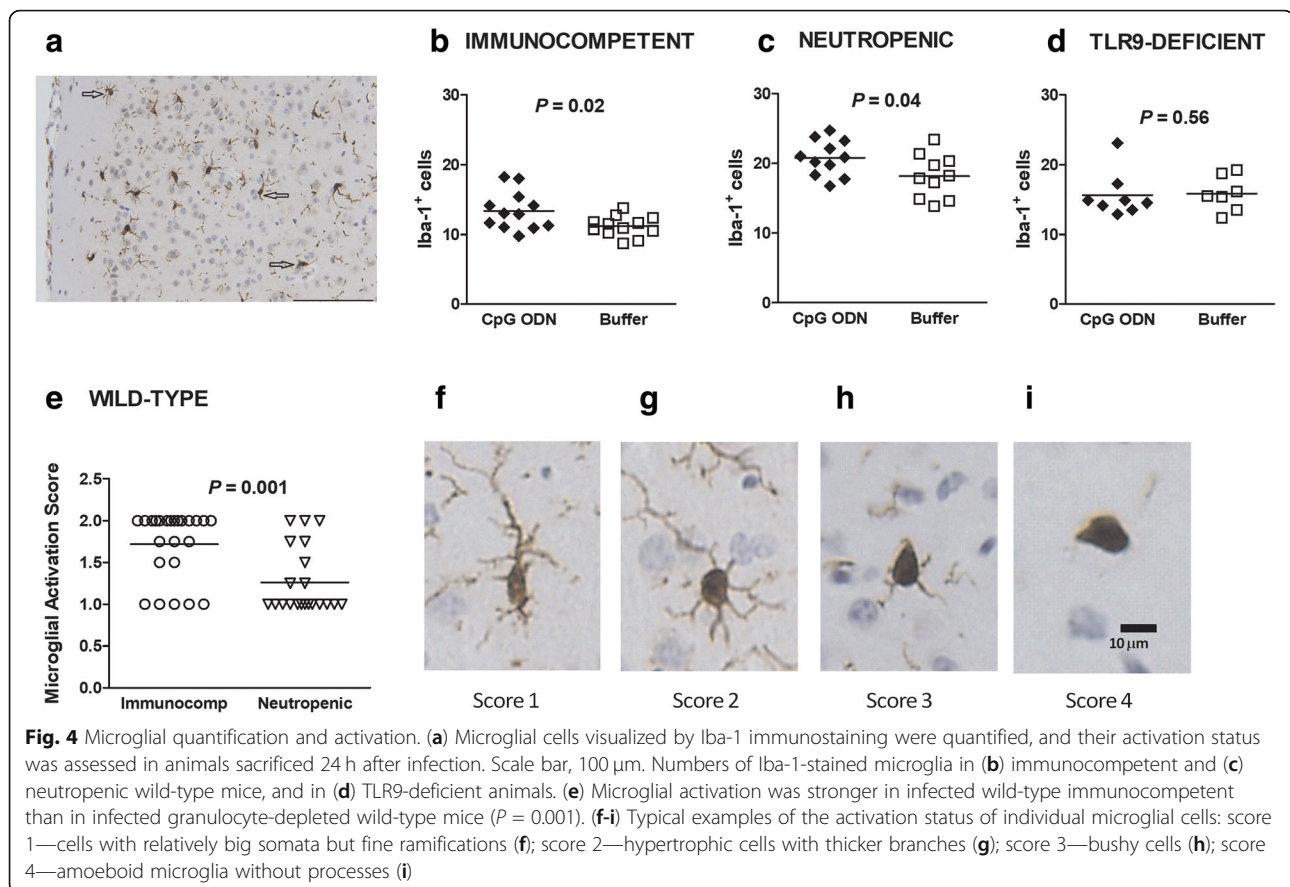 a
b IMMUNOCOMPETENT
c NEUTROPENIC
d TLR9-DEFICIENT
P = 0.02
P = 0.04
P = 0.56
Iba-1⁺ cells
30
20
10
0
CpG ODN Buffer
Iba-1⁺ cells
30
20
10
0
CpG ODN Buffer
Iba-1⁺ cells
30
20
10
0
CpG ODN Buffer
e WILD-TYPE
P = 0.001
Microglial Activation Score
2.5
2.0
1.5
1.0
0.5
0.0
Immunocomp Neutropenic
f
g
h
i
10 μm
Score 1
Score 2
Score 3
Score 4
Fig. 4 Microglial quantification and activation. (a) Microglial cells visualized by Iba-1 immunostaining were quantified, and their activation status
was assessed in animals sacrificed 24 h after infection. Scale bar, 100 μm. Numbers of Iba-1-stained microglia in (b) immunocompetent and (c)
neutropenic wild-type mice, and in (d) TLR9-deficient animals. (e) Microglial activation was stronger in infected wild-type immunocompetent
than in infected granulocyte-depleted wild-type mice (P = 0.001). (f-i) Typical examples of the activation status of individual microglial cells: score
1—cells with relatively big somata but fine ramifications (f); score 2—hypertrophic cells with thicker branches (g); score 3—bushy cells (h); score
4—amoeboid microglia without processes (i)